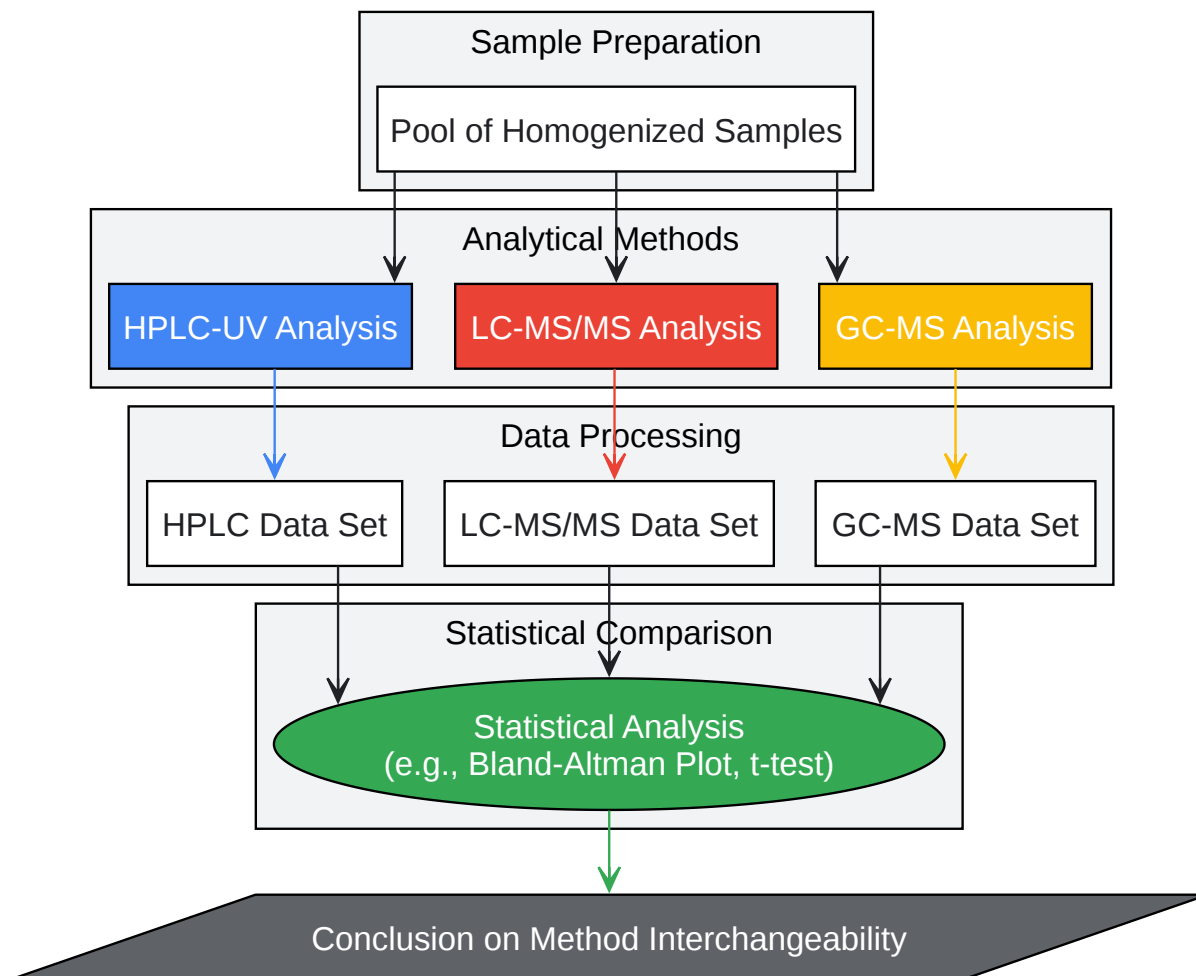 Sample Preparation
Pool of Homogenized Samples
Analytical Methods
HPLC-UV Analysis
LC-MS/MS Analysis
GC-MS Analysis
Data Processing
HPLC Data Set
LC-MS/MS Data Set
GC-MS Data Set
Statistical Comparison
Statistical Analysis
(e.g., Bland-Altman Plot, t-test)
Conclusion on Method Interchangeability